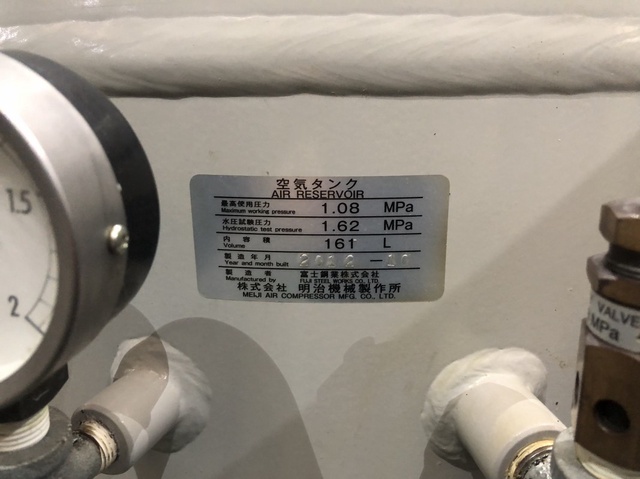 空気タンク
AIR RESERVOIR
最高使用圧力 1.08 MPa
Maximum working pressure
水圧試験圧力 1.62 MPa
Hydrostatic test pressure
内容積 161 L
Volume
製造年月
Year and month built
製造者 富士鋼業株式会社
Manufactured by FUJI STEEL WORKS CO., LTD.
株式会社 明治機械製作所
MEIJI AIR COMPRESSOR MFG. CO., LTD.
1.5
2
VALVE
MPa